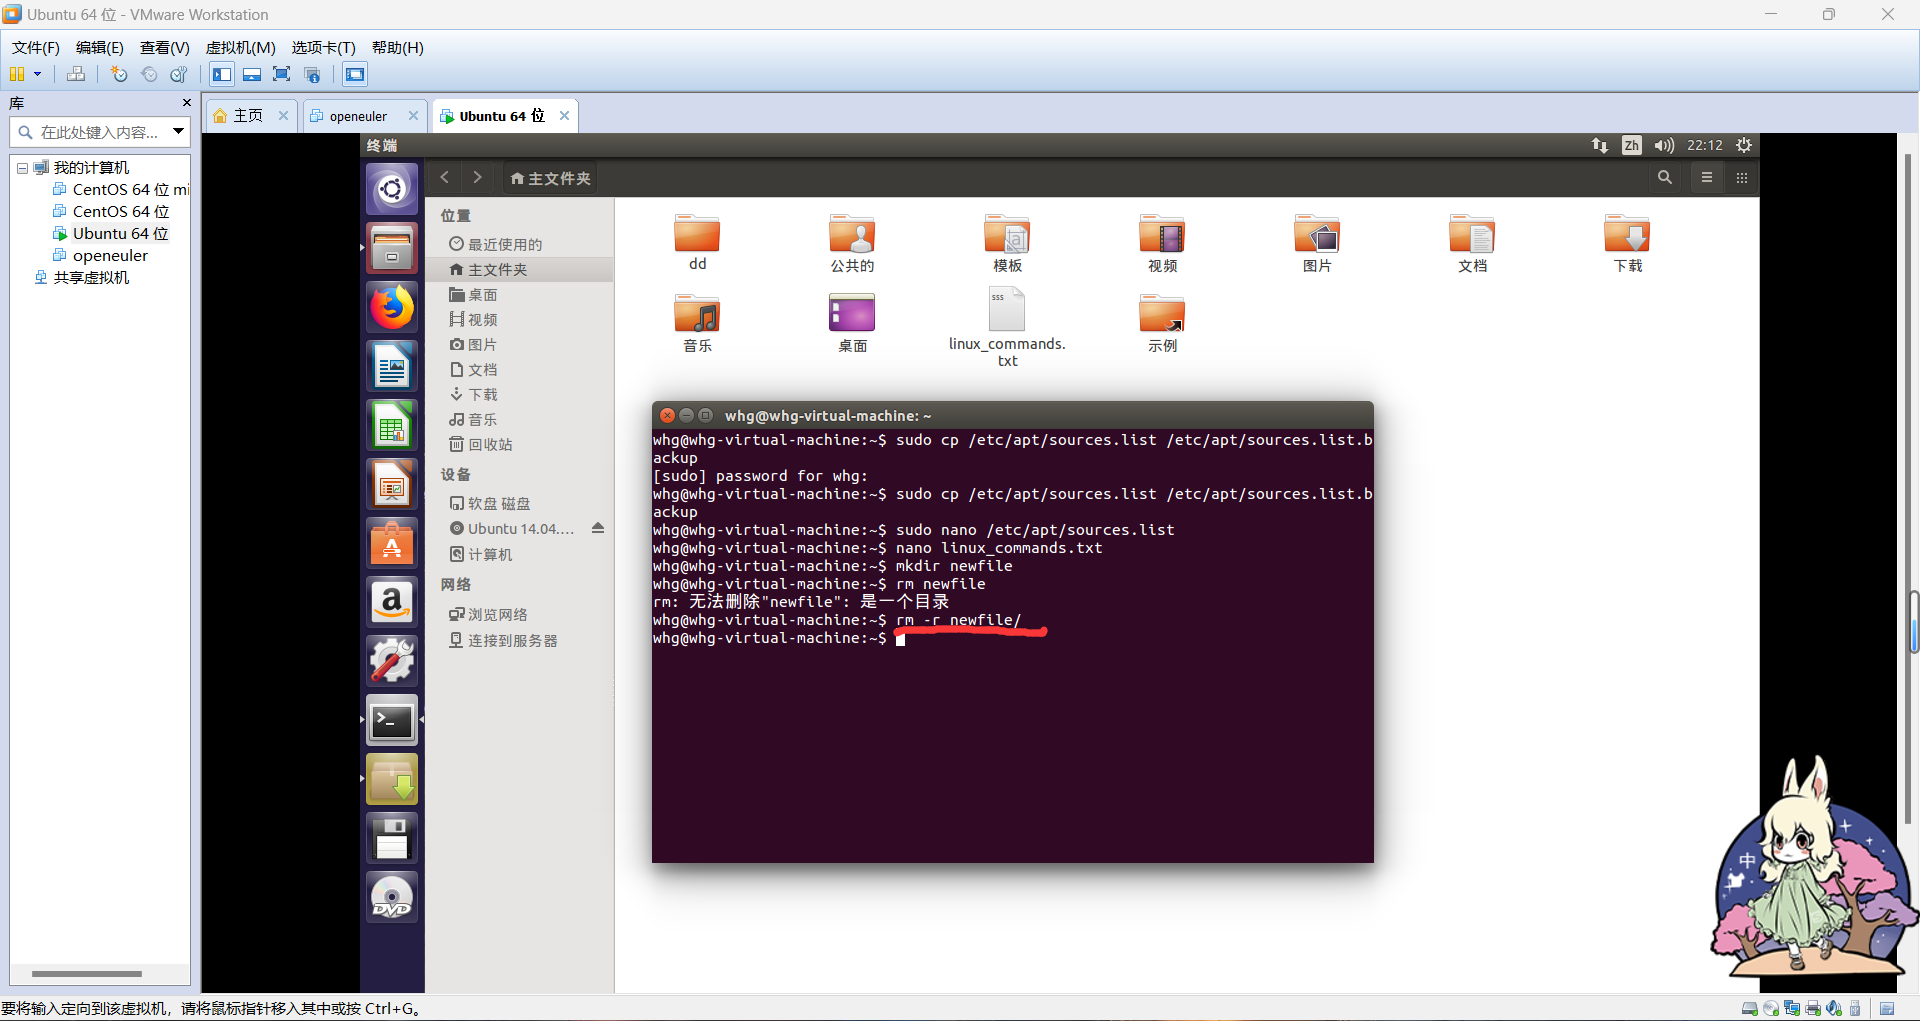 Ubuntu 64 位 - VMware Workstation
文件(F) 编辑(E) 查看(V) 虚拟机(M) 选项卡(T) 帮助(H)
库
在此处键入内容...
我的计算机
CentOS 64 位 mi
CentOS 64 位
Ubuntu 64 位
openeuler
共享虚拟机
主页
openeuler
Ubuntu 64 位
终端
Zh
22:12
主文件夹
位置
最近使用的
主文件夹
桌面
视频
图片
文档
下载
音乐
回收站
设备
软盘 磁盘
Ubuntu 14.04....
计算机
网络
浏览网络
连接到服务器
dd
公共的
模板
视频
图片
文档
下载
音乐
桌面
sss
linux_commands.
txt
示例
whg@whg-virtual-machine: ~
whg@whg-virtual-machine:~$ sudo cp /etc/apt/sources.list /etc/apt/sources.list.b
ackup
[sudo] password for whg:
whg@whg-virtual-machine:~$ sudo cp /etc/apt/sources.list /etc/apt/sources.list.b
ackup
whg@whg-virtual-machine:~$ sudo nano /etc/apt/sources.list
whg@whg-virtual-machine:~$ nano linux_commands.txt
whg@whg-virtual-machine:~$ mkdir newfile
whg@whg-virtual-machine:~$ rm newfile
rm: 无法删除"newfile": 是一个目录
whg@whg-virtual-machine:~$ rm -r newfile/
whg@whg-virtual-machine:~$
DVD
中
要将输入定向到该虚拟机，请将鼠标指针移入其中或按 Ctrl+G。